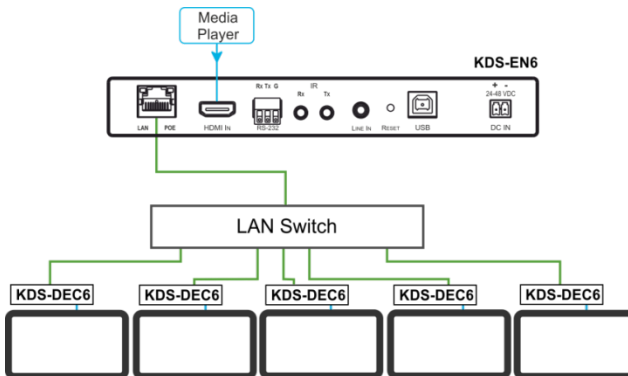 Media
Player
KDS-EN6
Rx Tx G
IR
Rx
Tx
+ -
24-48 VDC
LAN
POE
HDMI IN
RS-232
LINE IN
RESET
USB
DC IN
LAN Switch
KDS-DEC6
KDS-DEC6
KDS-DEC6
KDS-DEC6
KDS-DEC6